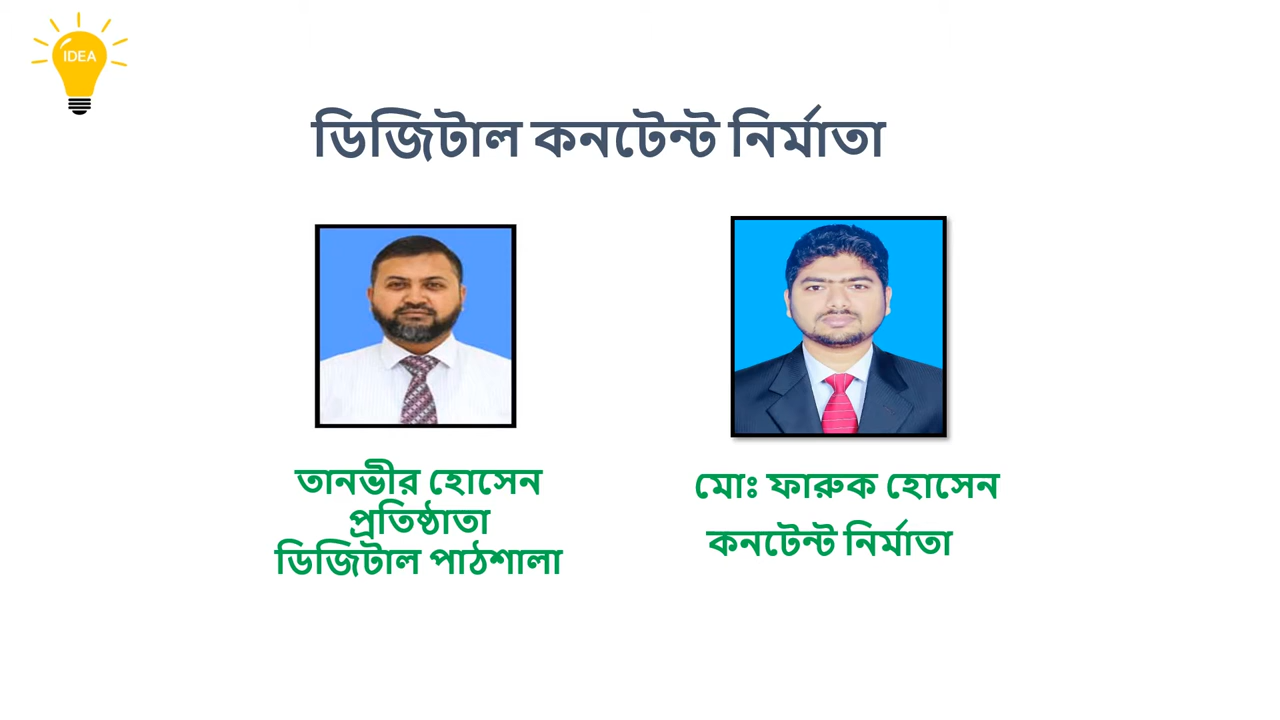 IDEA
ডিজিটাল কনটেন্ট নির্মাতা
তানভীর হোসেন
প্রতিষ্ঠাতা
ডিজিটাল পাঠশালা
মোঃ ফারুক হোসেন
কনটেন্ট নির্মাতা